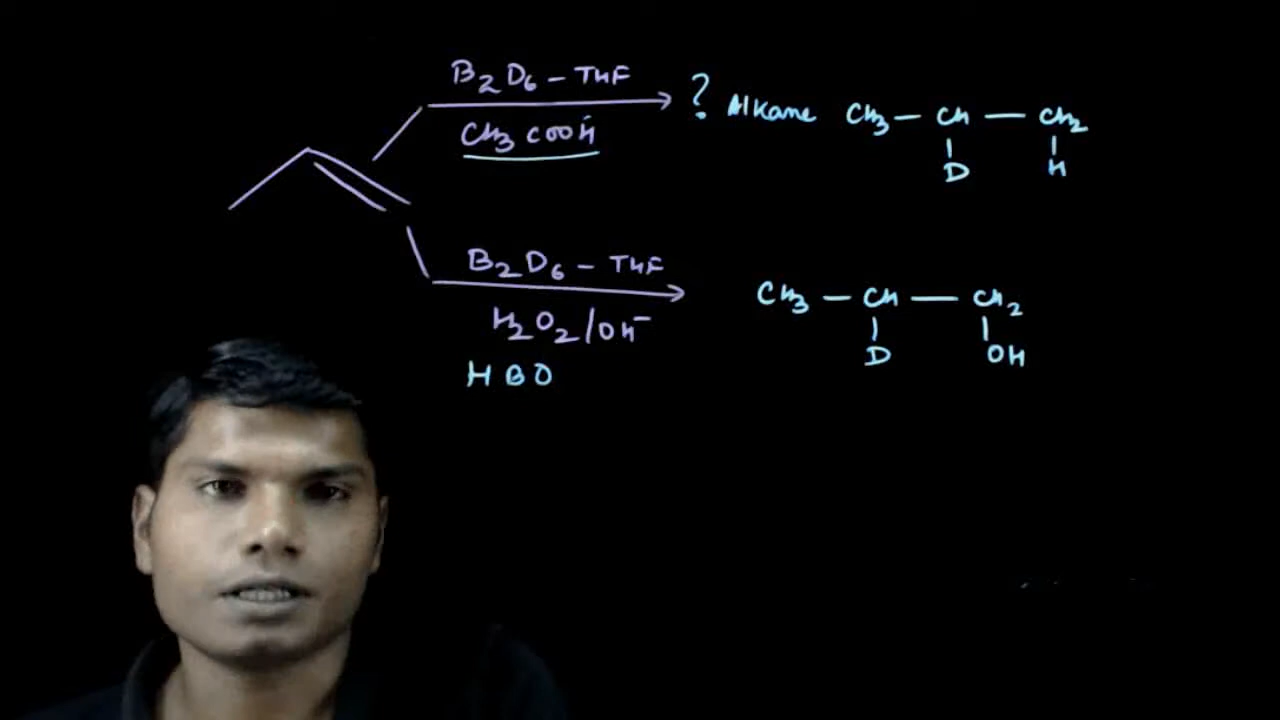 B₂D₆ - THF
CH₃COOH
? Alkane CH₃ - CH - CH₂
D H
B₂D₆ - THF
H₂O₂/OH⁻
HBO
CH₃ - CH - CH₂
D OH